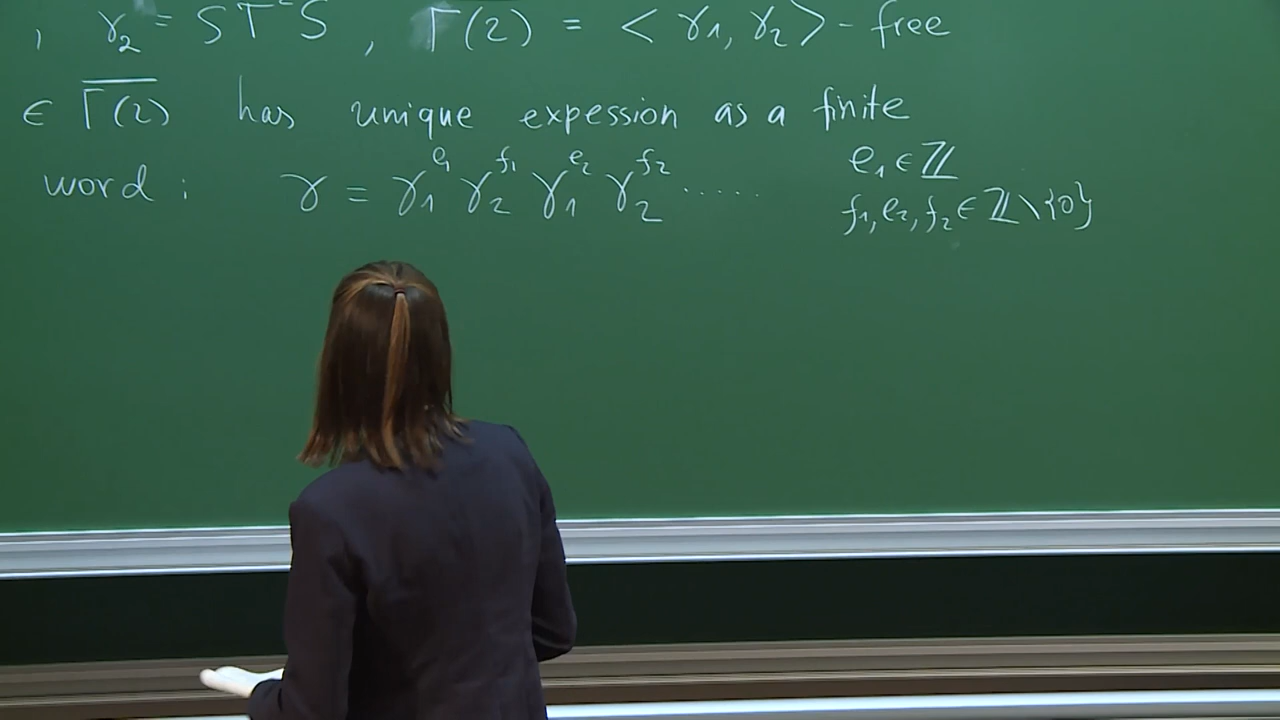 , γ₂ = ST²S , Γ(2) = < γ₁, γ₂ > - free
∈ \overline{Γ(2)} has unique expession as a finite
word : γ = γ₁^{e₁} γ₂^{f₁} γ₁^{e₂} γ₂^{f₂} ..... e₁ ∈ ℤ
f₁, e₂, f₂ ∈ ℤ \ {0}